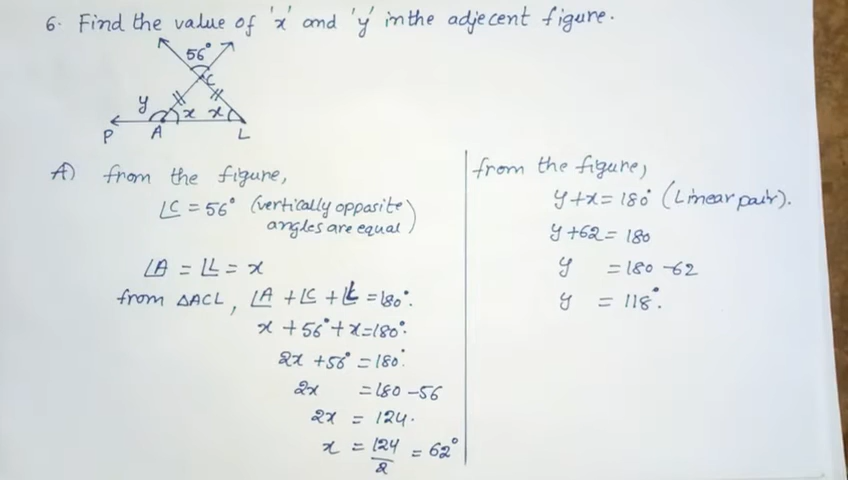 6. Find the value of 'x' and 'y' in the adjecent figure.
56°
C
y
x
x
P
A
L
A) from the figure,
∠C = 56° (vertically opposite
angles are equal)
∠A = ∠L = x
from △ACL, ∠A + ∠C + ∠L = 180°.
x + 56° + x = 180°.
2x + 56° = 180°.
2x = 180 - 56
2x = 124.
x = 124/2 = 62°
from the figure,
y + x = 180° (Linear pair).
y + 62 = 180
y = 180 - 62
y = 118°.